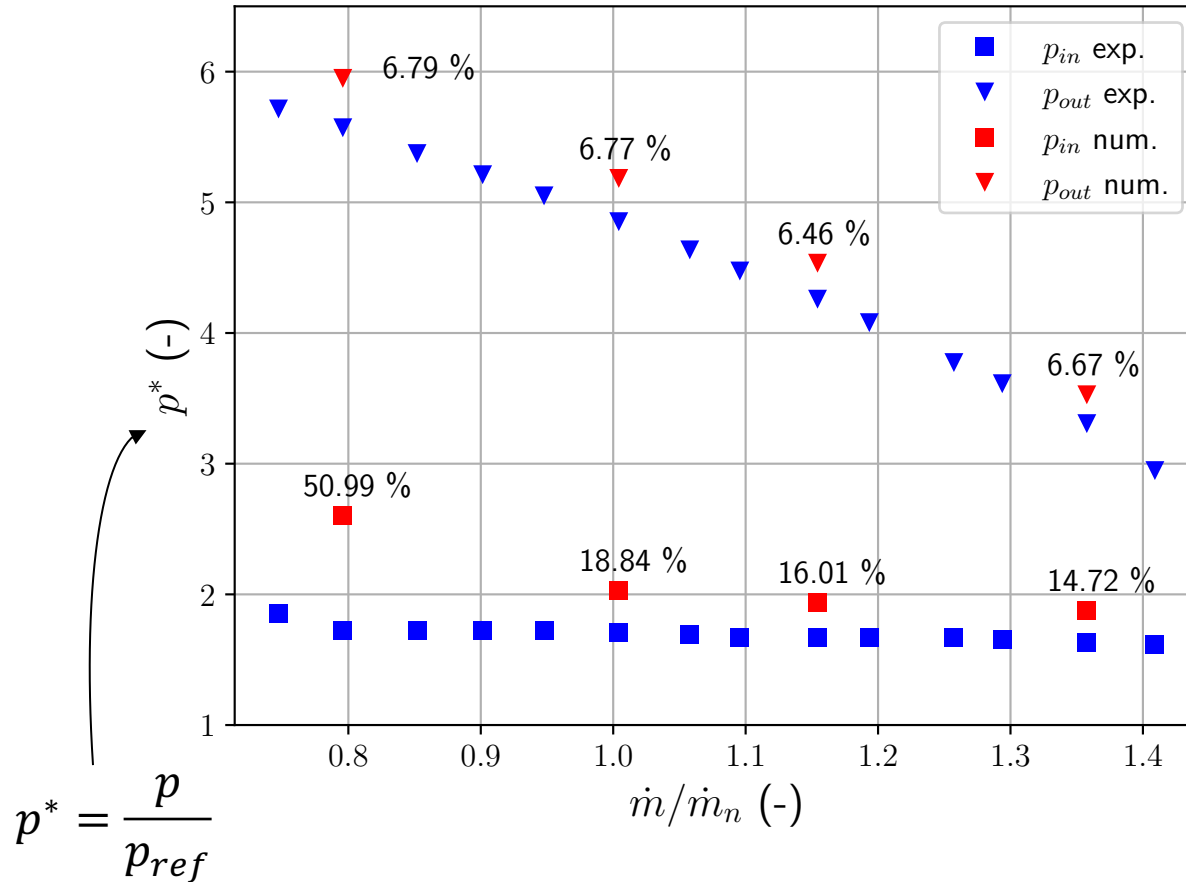 6
5
4
3
2
1
p* (-)
6.79 %
6.77 %
6.46 %
6.67 %
50.99 %
18.84 %
16.01 %
14.72 %
p_in exp.
p_out exp.
p_in num.
p_out num.
0.8 0.9 1.0 1.1 1.2 1.3 1.4
ṁ/ṁ_n (-)
p* = p / p_ref